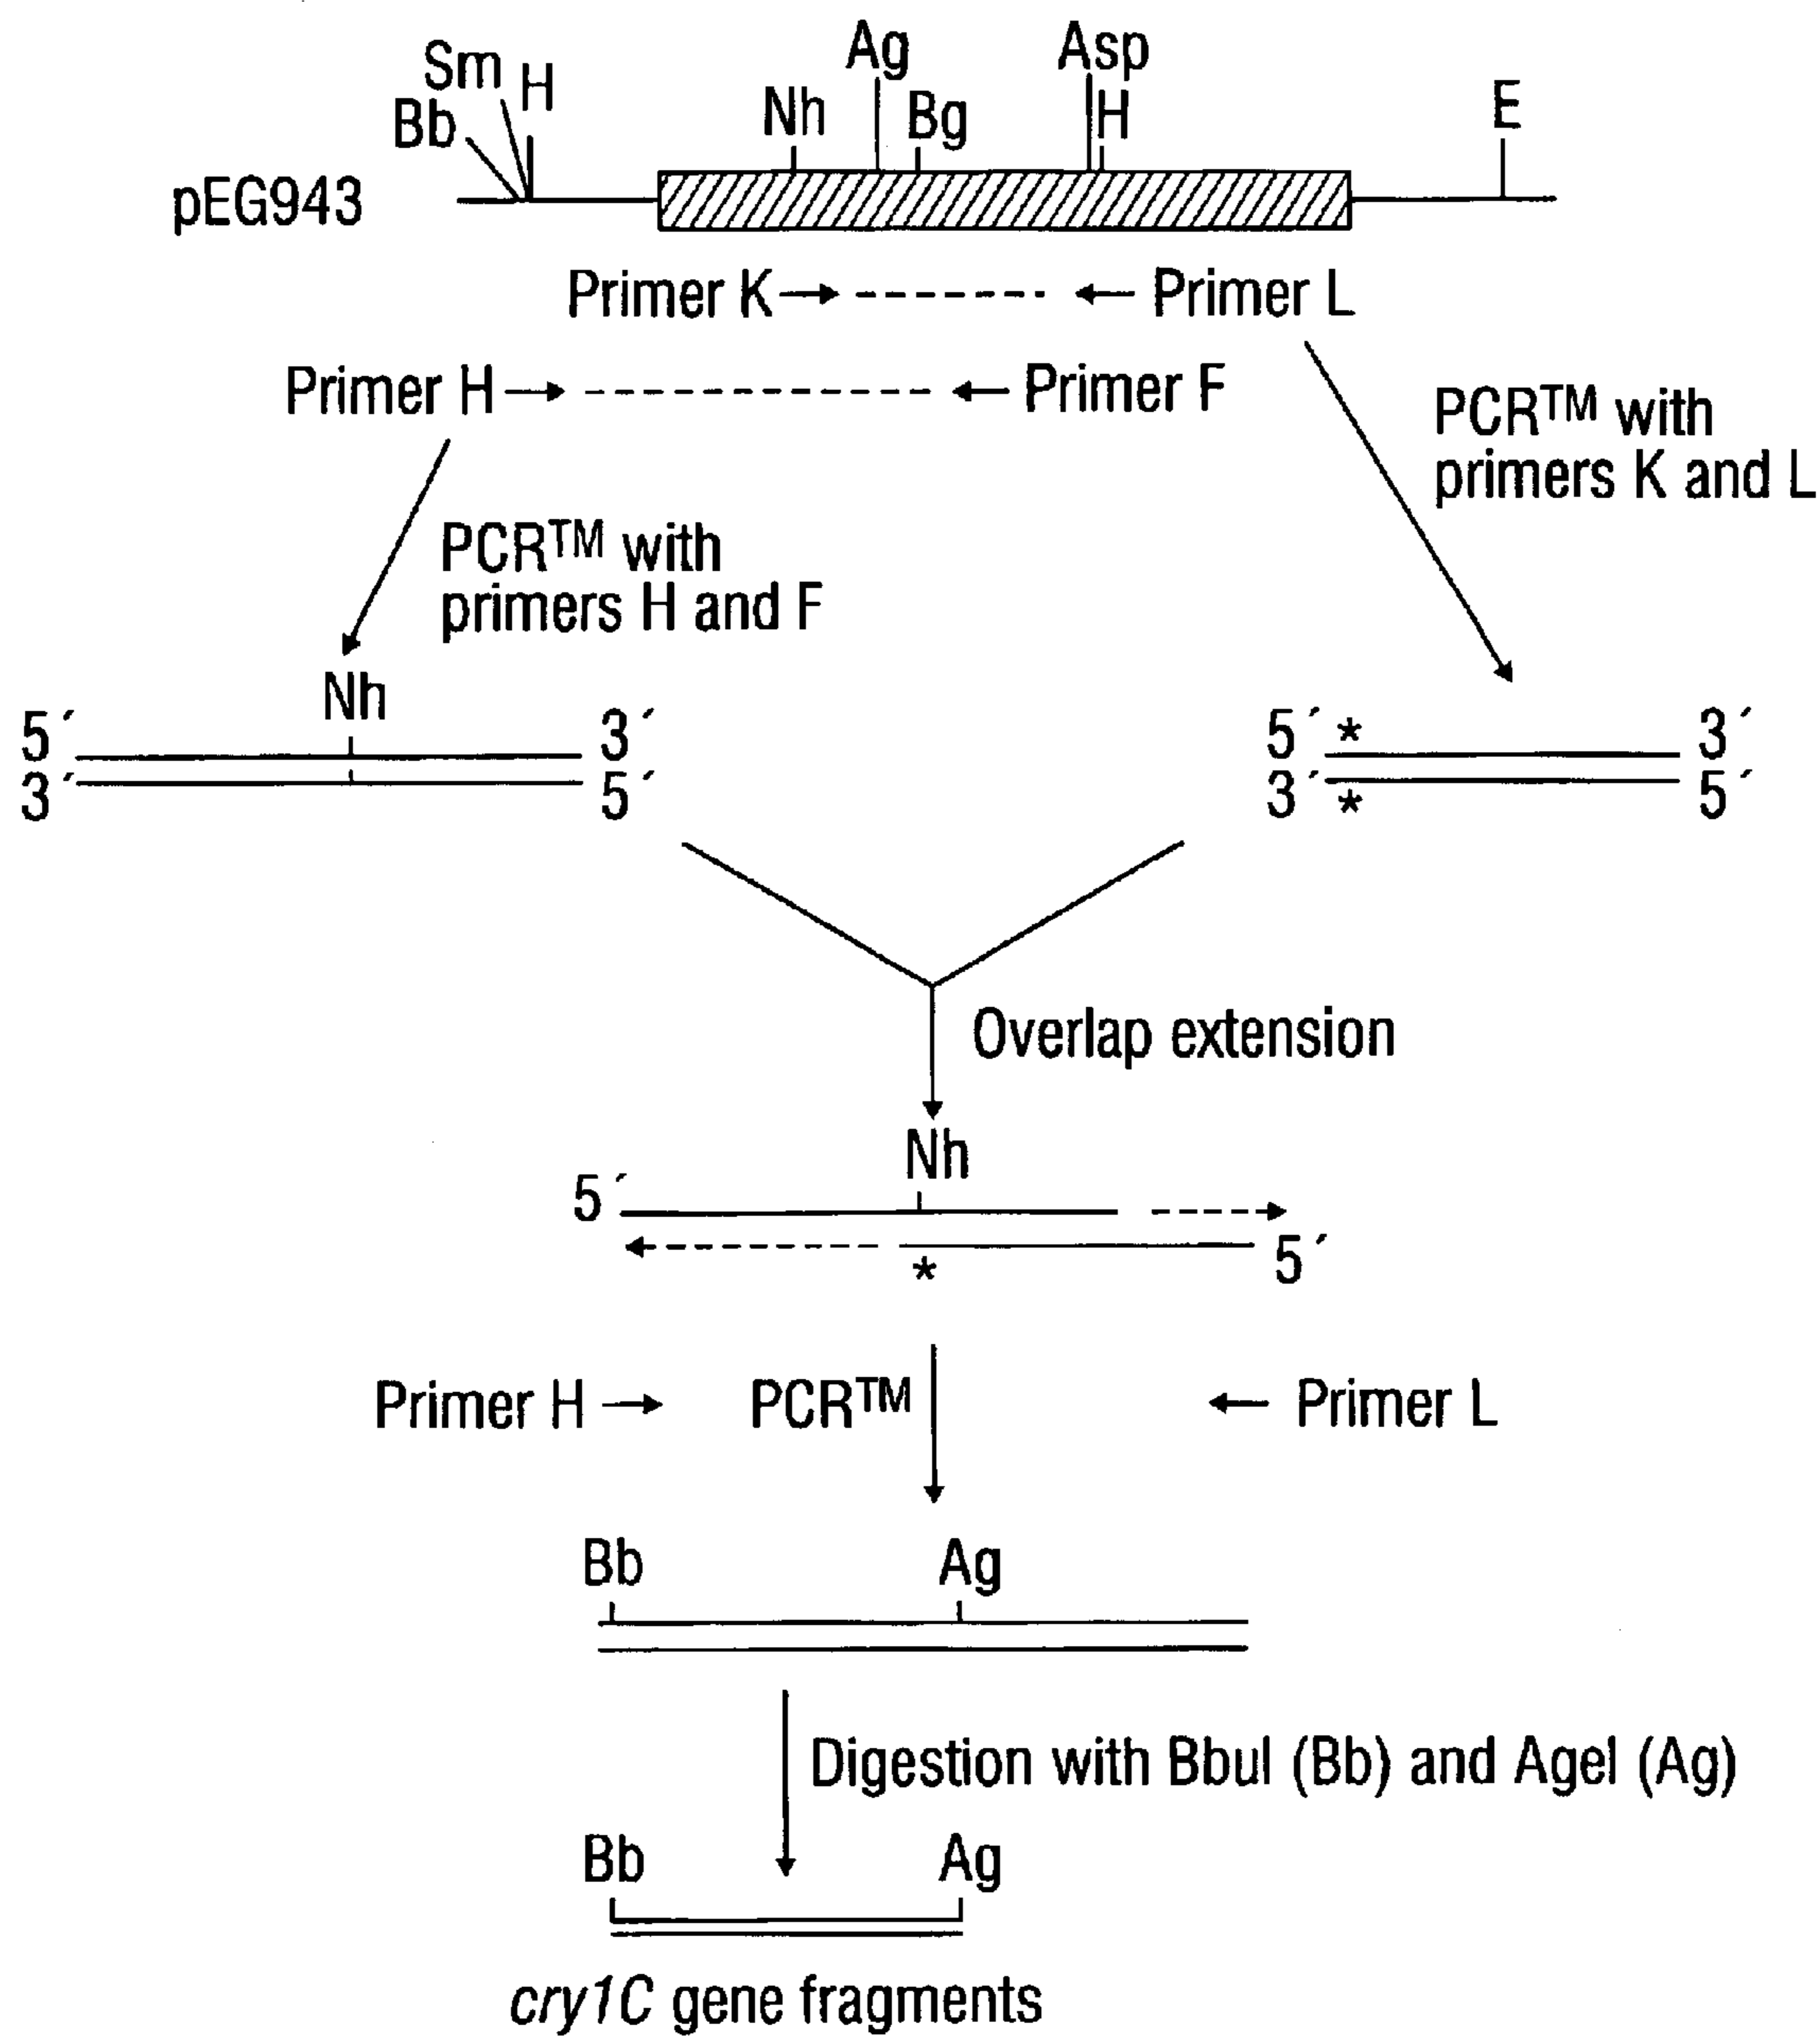 Sm
H
Bb
Ag
Asp
Nh
Bg
H
E
pEG943
Primer K
Primer L
Primer H
Primer F
PCR™ with
primers K and L
PCR™ with
primers H and F
Nh
5´
3´
3´
5´
5´ *
3´
3´ *
5´
Overlap extension
Nh
5´
5´
*
Primer H
PCR™
Primer L
Bb
Ag
Digestion with BbuI (Bb) and AgeI (Ag)
Bb
Ag
cry1C gene fragments